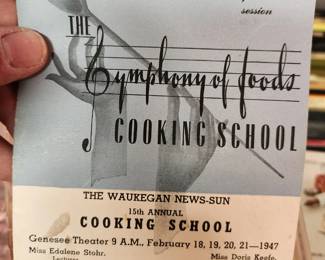 session
THE
Symphony of foods
COOKING SCHOOL
THE WAUKEGAN NEWS-SUN
15th ANNUAL
COOKING SCHOOL
Genesee Theater 9 A.M., February 18, 19, 20, 21—1947
Miss Edalene Stohr, Miss Doris Keefe,
Lecturer